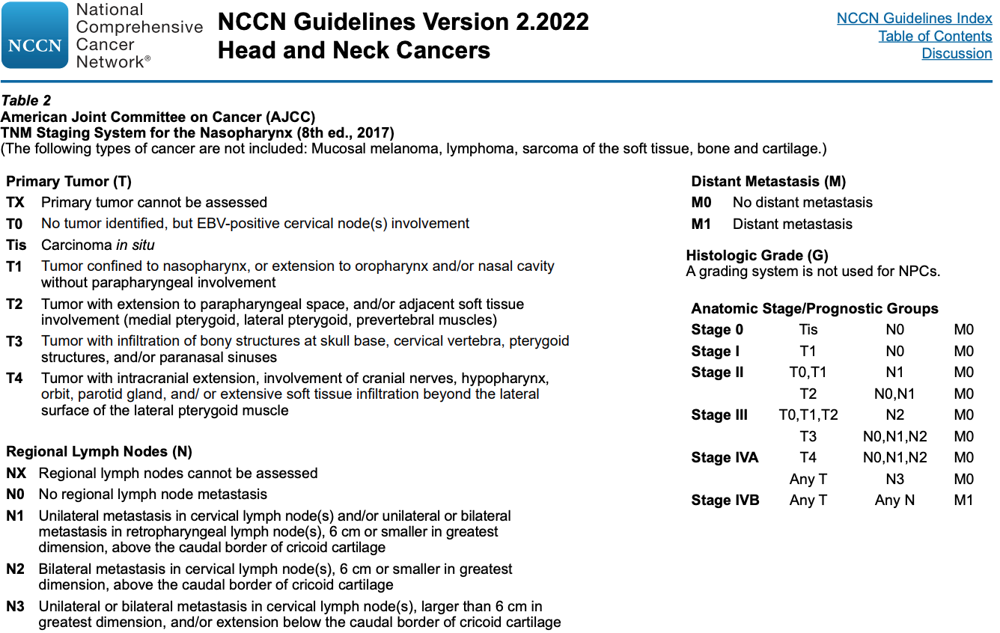 NCCN
National
Comprehensive
Cancer
Network®
NCCN Guidelines Version 2.2022
Head and Neck Cancers
NCCN Guidelines Index
Table of Contents
Discussion
Table 2
American Joint Committee on Cancer (AJCC)
TNM Staging System for the Nasopharynx (8th ed., 2017)
(The following types of cancer are not included: Mucosal melanoma, lymphoma, sarcoma of the soft tissue, bone and cartilage.)
Primary Tumor (T)
TX Primary tumor cannot be assessed
T0 No tumor identified, but EBV-positive cervical node(s) involvement
Tis Carcinoma in situ
T1 Tumor confined to nasopharynx, or extension to oropharynx and/or nasal cavity
without parapharyngeal involvement
T2 Tumor with extension to parapharyngeal space, and/or adjacent soft tissue
involvement (medial pterygoid, lateral pterygoid, prevertebral muscles)
T3 Tumor with infiltration of bony structures at skull base, cervical vertebra, pterygoid
structures, and/or paranasal sinuses
T4 Tumor with intracranial extension, involvement of cranial nerves, hypopharynx,
orbit, parotid gland, and/ or extensive soft tissue infiltration beyond the lateral
surface of the lateral pterygoid muscle
Regional Lymph Nodes (N)
NX Regional lymph nodes cannot be assessed
N0 No regional lymph node metastasis
N1 Unilateral metastasis in cervical lymph node(s) and/or unilateral or bilateral
metastasis in retropharyngeal lymph node(s), 6 cm or smaller in greatest
dimension, above the caudal border of cricoid cartilage
N2 Bilateral metastasis in cervical lymph node(s), 6 cm or smaller in greatest
dimension, above the caudal border of cricoid cartilage
N3 Unilateral or bilateral metastasis in cervical lymph node(s), larger than 6 cm in
greatest dimension, and/or extension below the caudal border of cricoid cartilage
Distant Metastasis (M)
M0 No distant metastasis
M1 Distant metastasis
Histologic Grade (G)
A grading system is not used for NPCs.
Anatomic Stage/Prognostic Groups
Stage 0 Tis N0 M0
Stage I T1 N0 M0
Stage II T0,T1 N1 M0
T2 N0,N1 M0
Stage III T0,T1,T2 N2 M0
T3 N0,N1,N2 M0
Stage IVA T4 N0,N1,N2 M0
Any T N3 M0
Stage IVB Any T Any N M1